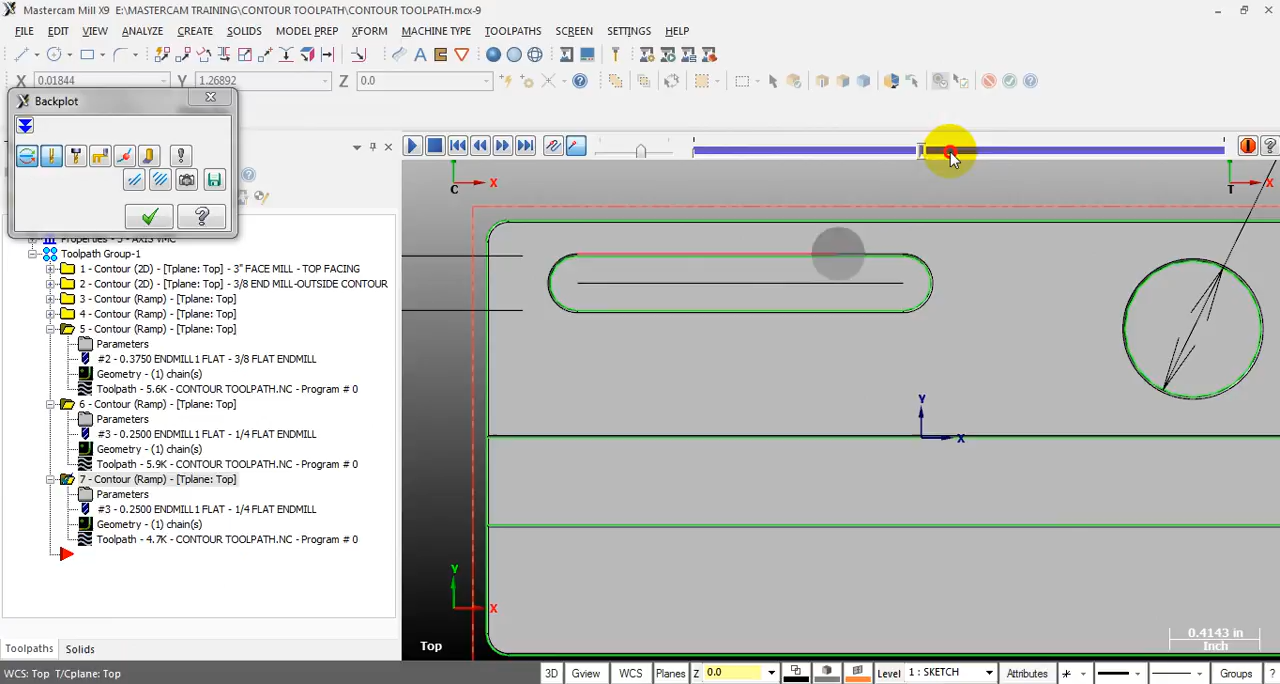 Mastercam Mill X9 E:\MASTERCAM TRAINING\CONTOUR TOOLPATH\CONTOUR TOOLPATH.mcx-9
FILE EDIT VIEW ANALYZE CREATE SOLIDS MODEL PREP XFORM MACHINE TYPE TOOLPATHS SCREEN SETTINGS HELP
X 0.01844 Y 1.26892 Z 0.0
Backplot
C X T X
Toolpath Group-1
1 - Contour (2D) - [Tplane: Top] - 3" FACE MILL - TOP FACING
2 - Contour (2D) - [Tplane: Top] - 3/8 END MILL-OUTSIDE CONTOUR
3 - Contour (Ramp) - [Tplane: Top]
4 - Contour (Ramp) - [Tplane: Top]
5 - Contour (Ramp) - [Tplane: Top]
Parameters
#2 - 0.3750 ENDMILL1 FLAT - 3/8 FLAT ENDMILL
Geometry - (1) chain(s)
Toolpath - 5.6K - CONTOUR TOOLPATH.NC - Program # 0
6 - Contour (Ramp) - [Tplane: Top]
Parameters
#3 - 0.2500 ENDMILL1 FLAT - 1/4 FLAT ENDMILL
Geometry - (1) chain(s)
Toolpath - 5.9K - CONTOUR TOOLPATH.NC - Program # 0
7 - Contour (Ramp) - [Tplane: Top]
Parameters
#3 - 0.2500 ENDMILL1 FLAT - 1/4 FLAT ENDMILL
Geometry - (1) chain(s)
Toolpath - 4.7K - CONTOUR TOOLPATH.NC - Program # 0
Y
X
Y
X
Top
0.4143 in
Inch
Toolpaths Solids
WCS: Top T/Cplane: Top
3D Gview WCS Planes Z 0.0 Level 1 : SKETCH Attributes Groups ?